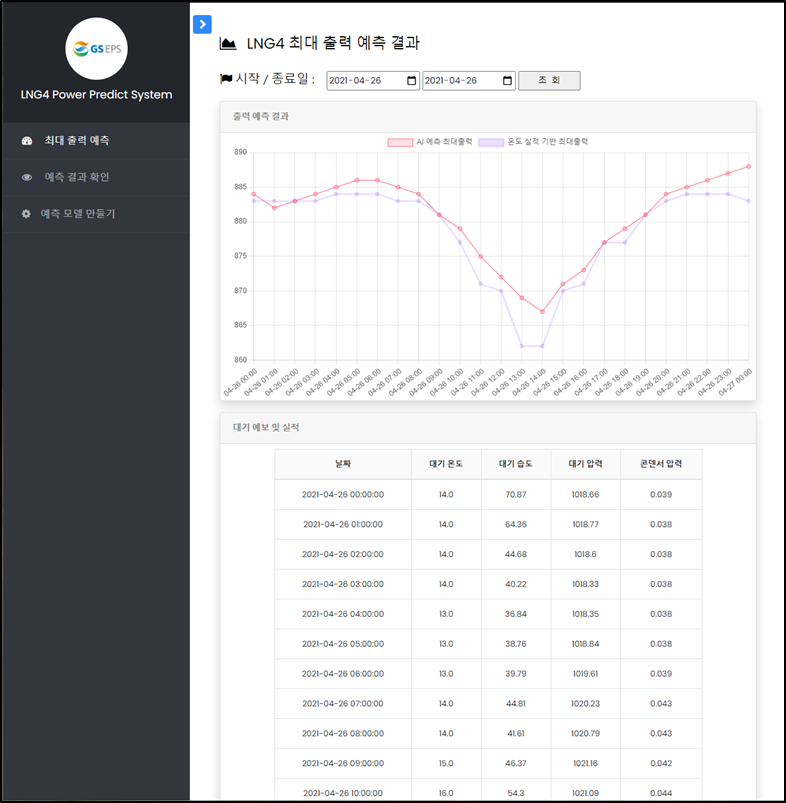 GS EPS
LNG4 Power Predict System
최대 출력 예측
예측 결과 확인
예측 모델 만들기
LNG4 최대 출력 예측 결과
시작 / 종료일 : 2021-04-26 2021-04-26 조 회
출력 예측 결과
AI 예측 최대출력 온도 실적 기반 최대출력
890
885
880
875
870
865
860
04-26 00:00 04-26 01:00 04-26 02:00 04-26 03:00 04-26 04:00 04-26 05:00 04-26 06:00 04-26 07:00 04-26 08:00 04-26 09:00 04-26 10:00 04-26 11:00 04-26 12:00 04-26 13:00 04-26 14:00 04-26 15:00 04-26 16:00 04-26 17:00 04-26 18:00 04-26 19:00 04-26 20:00 04-26 21:00 04-26 22:00 04-26 23:00 04-27 00:00
대기 예보 및 실적
날짜 대기 온도 대기 습도 대기 압력 콘덴서 압력
2021-04-26 00:00:00 14.0 70.87 1018.66 0.039
2021-04-26 01:00:00 14.0 64.36 1018.77 0.038
2021-04-26 02:00:00 14.0 44.68 1018.6 0.038
2021-04-26 03:00:00 14.0 40.22 1018.33 0.038
2021-04-26 04:00:00 13.0 36.84 1018.35 0.038
2021-04-26 05:00:00 13.0 38.76 1018.84 0.038
2021-04-26 06:00:00 13.0 39.79 1019.61 0.039
2021-04-26 07:00:00 14.0 44.81 1020.23 0.043
2021-04-26 08:00:00 14.0 41.61 1020.79 0.043
2021-04-26 09:00:00 15.0 46.37 1021.16 0.042
2021-04-26 10:00:00 16.0 54.3 1021.09 0.044